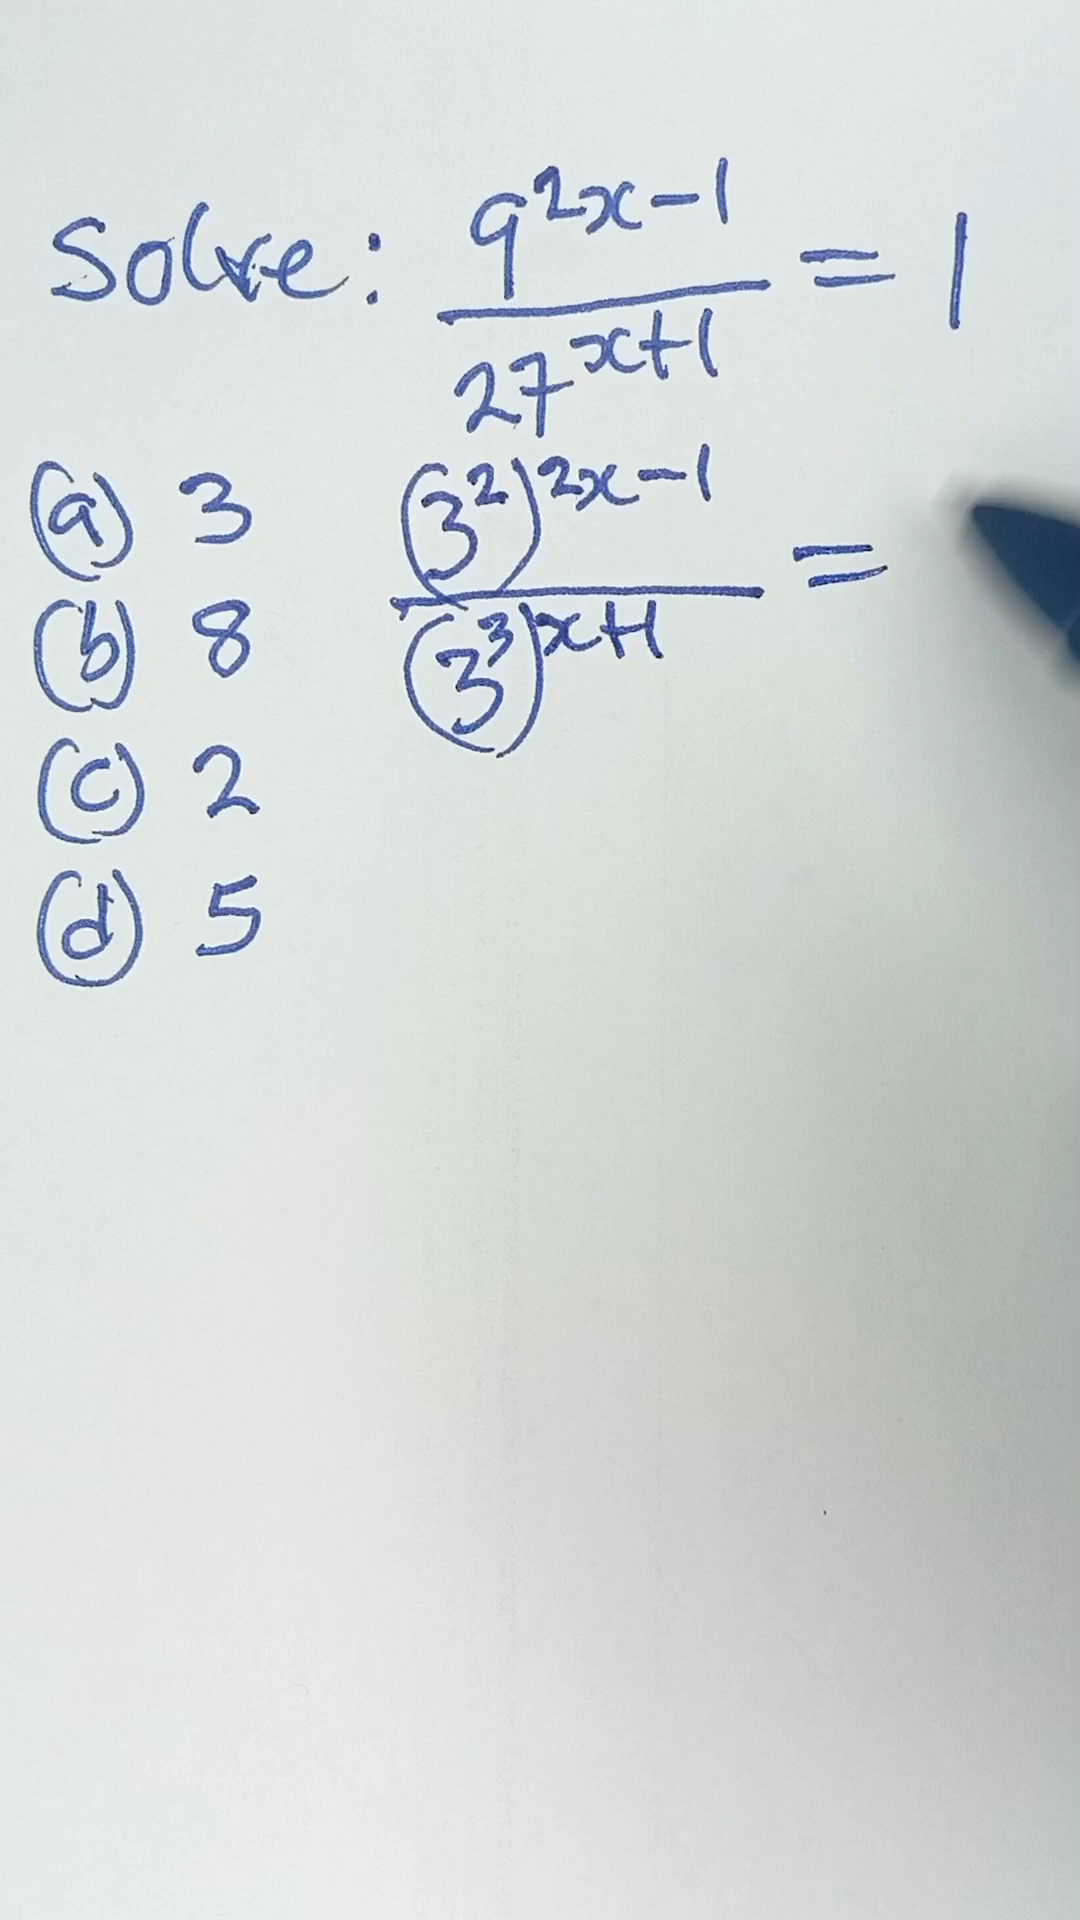 Solve: 9^{2x-1}/27^{x+1} = 1
(a) 3
(b) 8
(c) 2
(d) 5
(3^2)^{2x-1}/(3^3)^{x+1} =